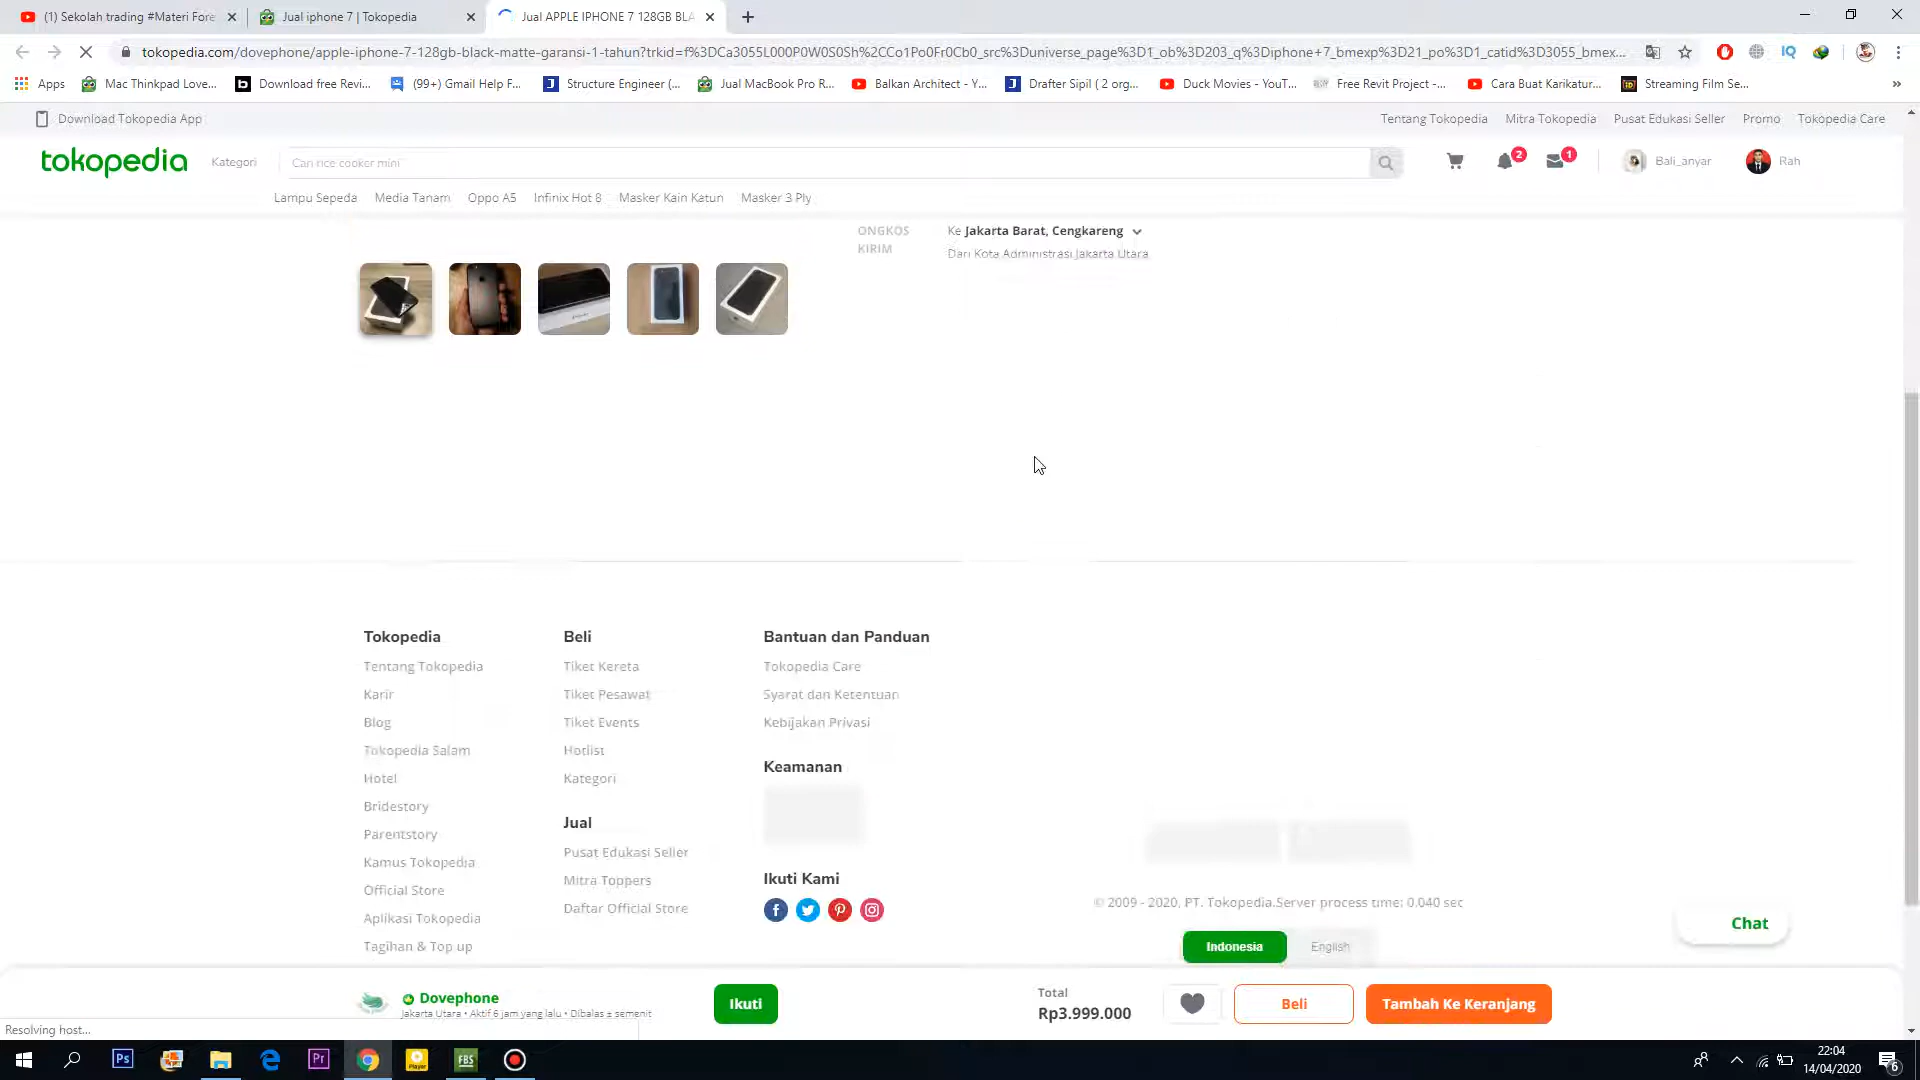 (1) Sekolah trading #Materi Fore
Jual iphone 7 | Tokopedia
Jual APPLE IPHONE 7 128GB BLA
tokopedia.com/dovephone/apple-iphone-7-128gb-black-matte-garansi-1-tahun?trkid=f%3DCa3055L000P0W0S0Sh%2CCo1Po0Fr0Cb0_src%3Duniverse_page%3D1_ob%3D203_q%3Diphone+7_bmexp%3D21_po%3D1_catid%3D3055_bmex...
Apps
Mac Thinkpad Love...
Download free Revi...
(99+) Gmail Help F...
Structure Engineer (...
Jual MacBook Pro R...
Balkan Architect - Y...
Drafter Sipil ( 2 org...
Duck Movies - YouT...
Free Revit Project -...
Cara Buat Karikatur...
Streaming Film Se...
Download Tokopedia App
Tentang Tokopedia
Mitra Tokopedia
Pusat Edukasi Seller
Promo
Tokopedia Care
tokopedia
Kategori
Cari rice cooker mini
2
1
Bali_anyar
Rah
Lampu Sepeda
Media Tanam
Oppo A5
Infinix Hot 8
Masker Kain Katun
Masker 3 Ply
ONGKOS KIRIM
Ke Jakarta Barat, Cengkareng
Dari Kota Administrasi Jakarta Utara
Tokopedia
Tentang Tokopedia
Karir
Blog
Tokopedia Salam
Hotel
Bridestory
Parentstory
Kamus Tokopedia
Official Store
Aplikasi Tokopedia
Tagihan & Top up
Beli
Tiket Kereta
Tiket Pesawat
Tiket Events
Hotlist
Kategori
Jual
Pusat Edukasi Seller
Mitra Toppers
Daftar Official Store
Bantuan dan Panduan
Tokopedia Care
Syarat dan Ketentuan
Kebijakan Privasi
Keamanan
Ikuti Kami
© 2009 - 2020, PT. Tokopedia.Server process time: 0.040 sec
Indonesia
English
Chat
Dovephone
Jakarta Utara • Aktif 6 jam yang lalu • Dibalas ± semenit
Ikuti
Total
Rp3.999.000
Beli
Tambah Ke Keranjang
Resolving host...
Ps
Pr
Player
FBS
22:04
14/04/2020
6